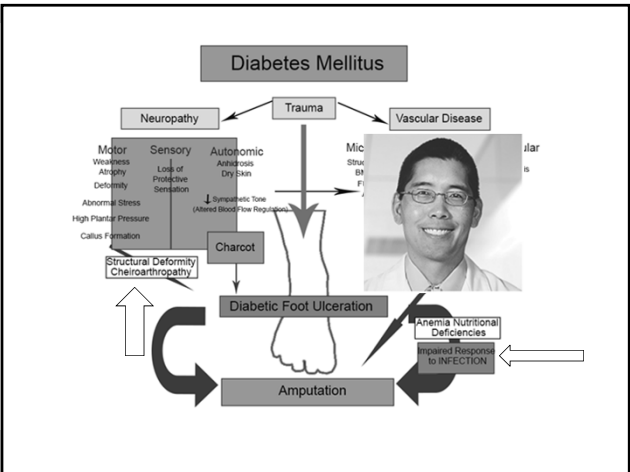 Diabetes Mellitus
Trauma
Neuropathy
Vascular Disease
Motor
Weakness
Atrophy
Deformity
Abnormal Stress
High Plantar Pressure
Callus Formation
Sensory
Loss of
Protective
Sensation
Autonomic
Anhidrosis
Dry Skin
↓ Sympathetic Tone
(Altered Blood Flow Regulation)
Charcot
Structural Deformity
Cheiroarthropathy
Diabetic Foot Ulceration
Anemia Nutritional
Deficiencies
Impaired Response
to INFECTION
Amputation